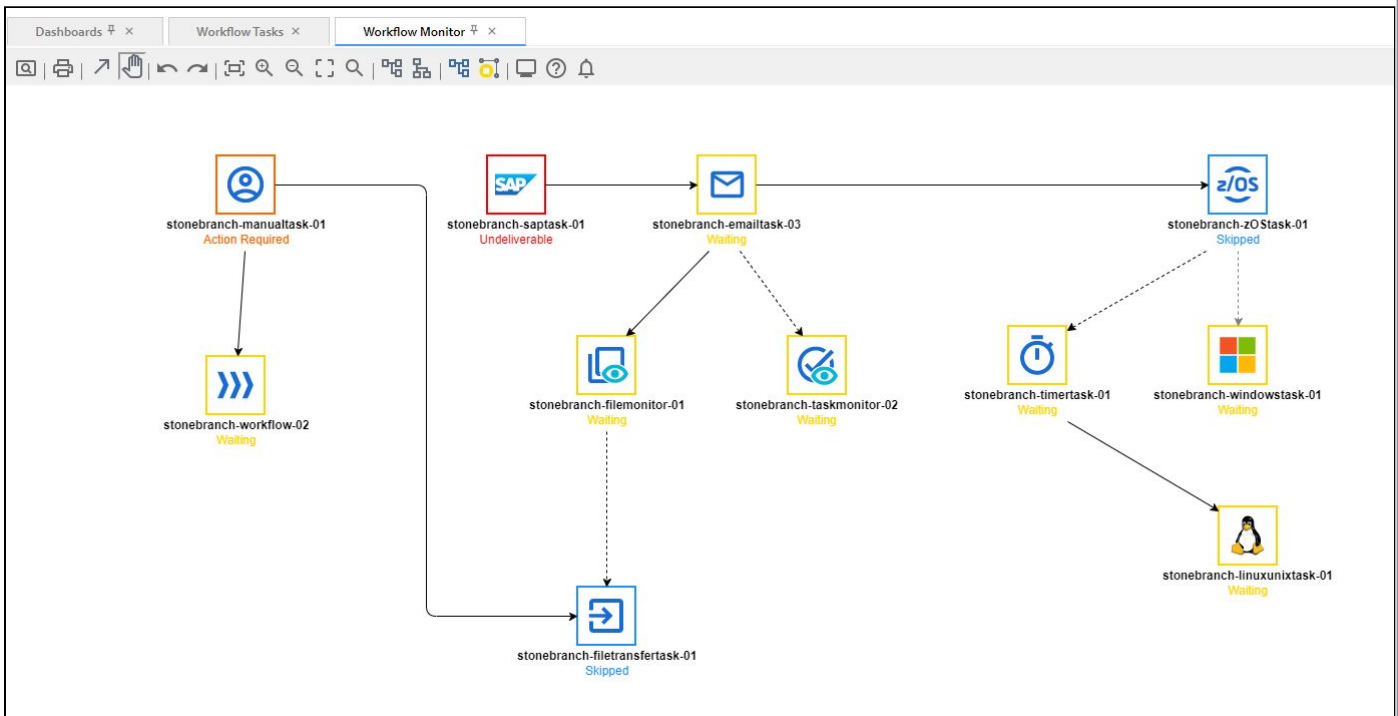 Dashboards
Workflow Tasks
Workflow Monitor
SAP
z/OS
stonebranch-manualtask-01
Action Required
stonebranch-saptask-01
Undeliverable
stonebranch-emailtask-03
Waiting
stonebranch-zOStask-01
Skipped
stonebranch-workflow-02
Waiting
stonebranch-filemonitor-01
Waiting
stonebranch-taskmonitor-02
Waiting
stonebranch-timertask-01
Waiting
stonebranch-windowstask-01
Waiting
stonebranch-linuxunixtask-01
Waiting
stonebranch-filetransfertask-01
Skipped